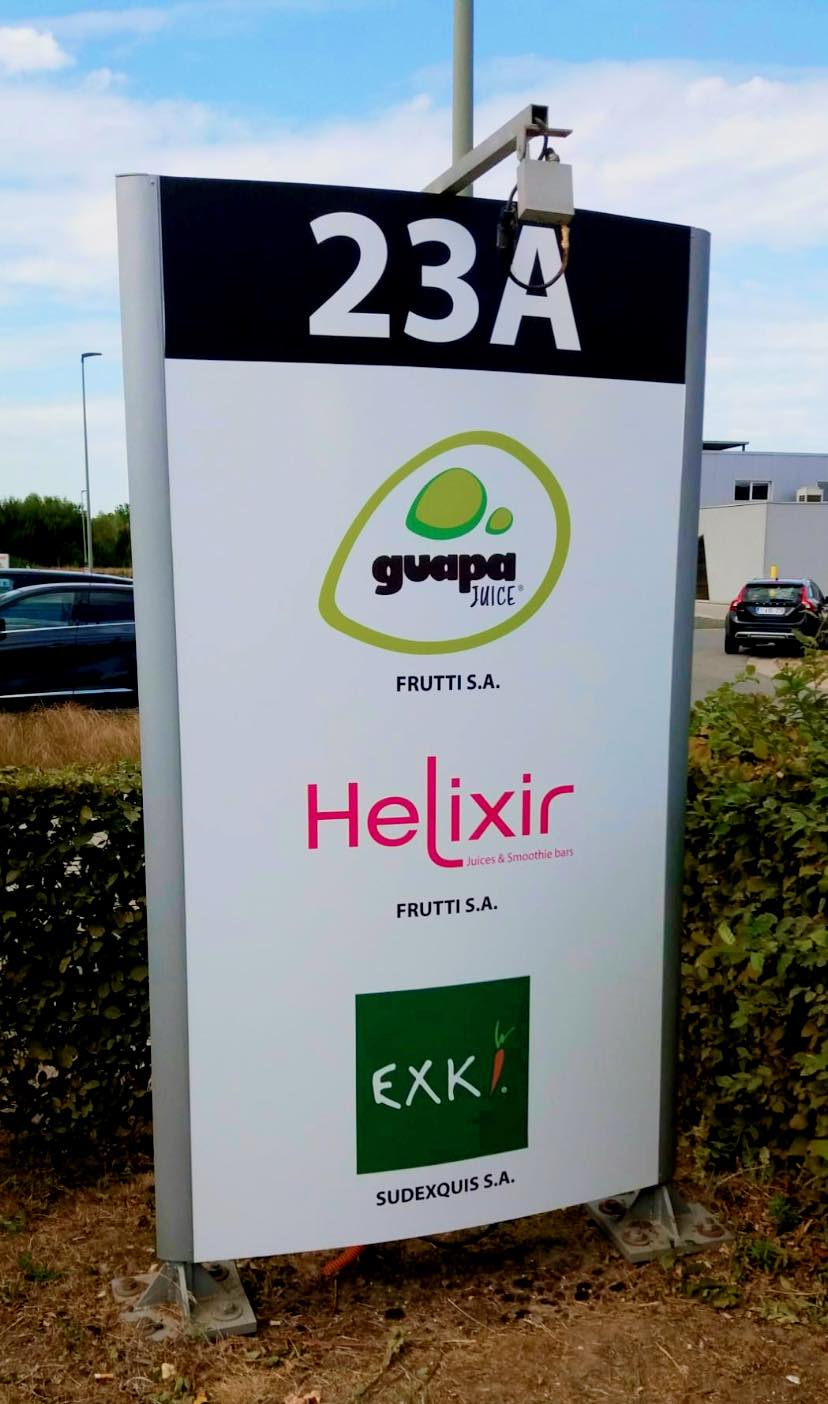 23A
guapa
JUICE®
FRUTTI S.A.
Helixir
Juices & Smoothie bars
FRUTTI S.A.
EXKi.
SUDEXQUIS S.A.